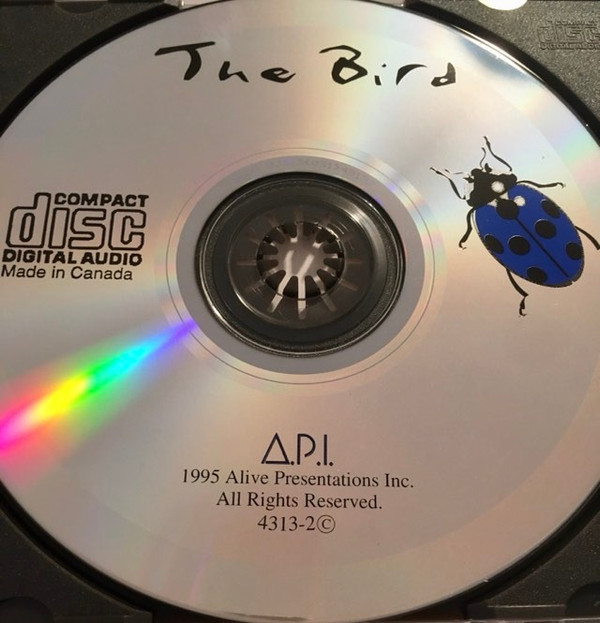 The Bird
COMPACT
disc
DIGITAL AUDIO
Made in Canada
A.P.I.
1995 Alive Presentations Inc.
All Rights Reserved.
4313-2©